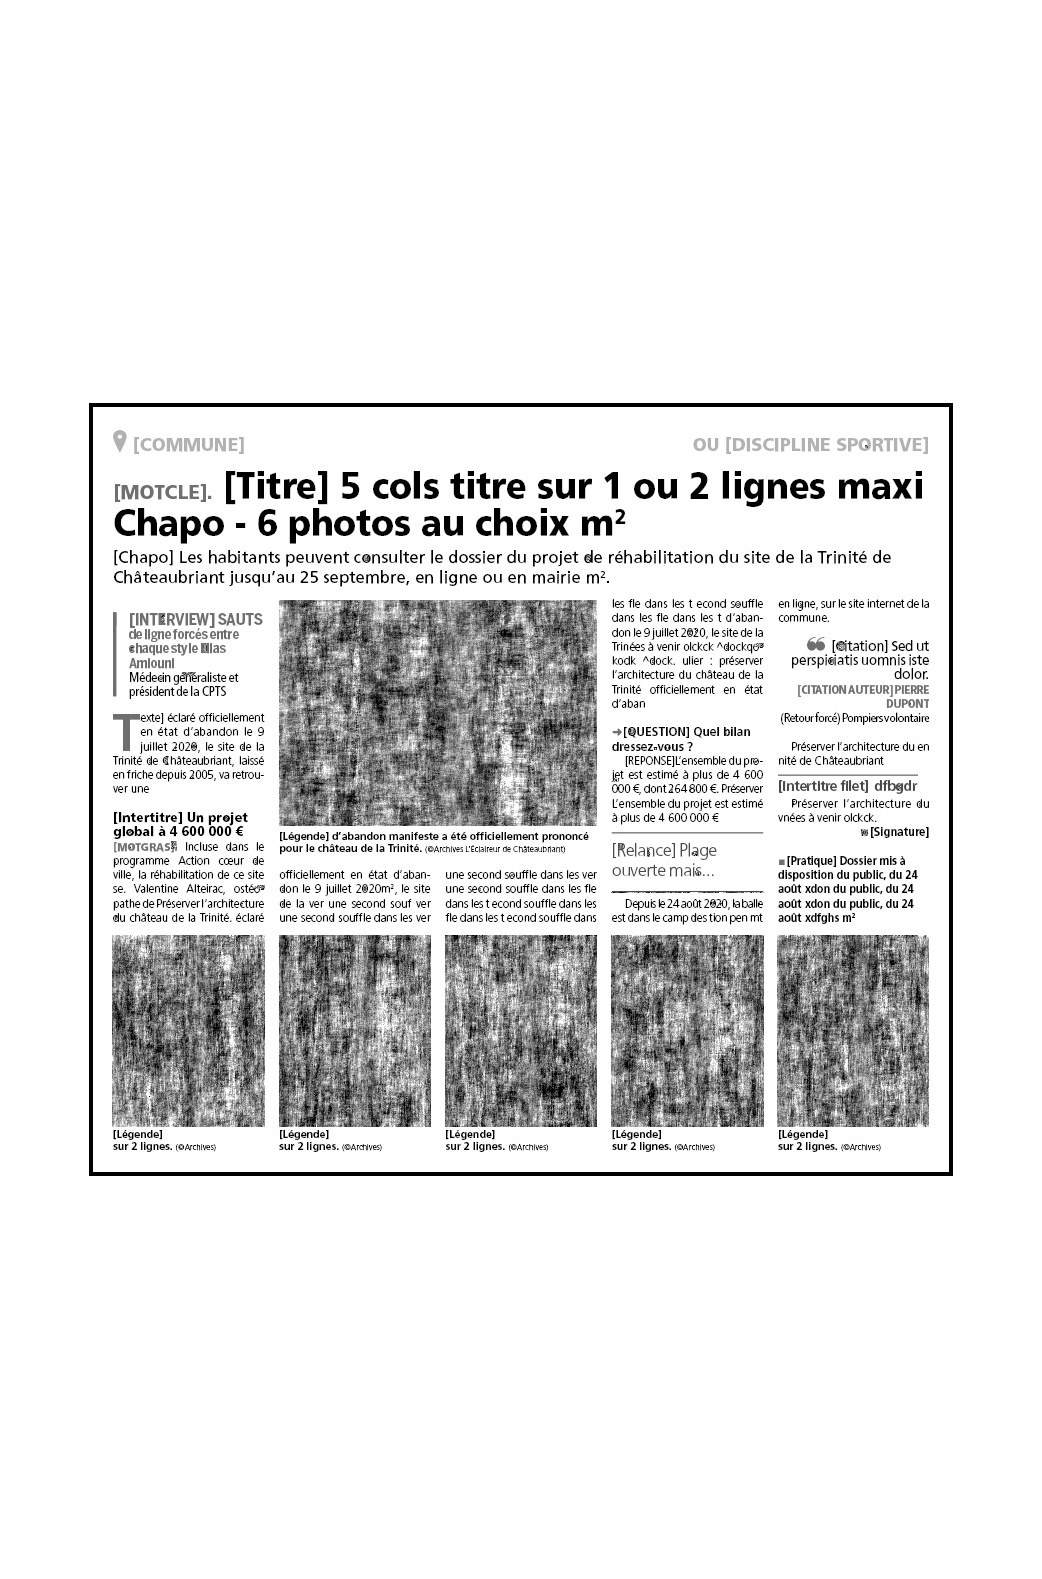 [COMMUNE]
OU [DISCIPLINE SPORTIVE]
[MOTCLE]. [Titre] 5 cols titre sur 1 ou 2 lignes maxi
Chapo - 6 photos au choix m²
[Chapo] Les habitants peuvent consulter le dossier du projet de réhabilitation du site de la Trinité de
Châteaubriant jusqu'au 25 septembre, en ligne ou en mairie m².
[INTERVIEW] SAUTS
de ligne forcés entre
chaque style Elias
Amlounl
Médecin généraliste et
président de la CPTS
Texte] éclaré officiellement
en état d'abandon le 9
juillet 2020, le site de la
Trinité de Châteaubriant, laissé
en friche depuis 2005, va retrou-
ver une
[Intertitre] Un projet
global à 4 600 000 €
[MOTGRAS] Incluse dans le
programme Action cœur de
ville, la réhabilitation de ce site
se. Valentine Alteirac, ostéo-
pathe de Préserver l'architecture
du château de la Trinité. éclaré
[Légende] d'abandon manifeste a été officiellement prononcé
pour le château de la Trinité. (©Archives L'Éclaireur de Châteaubriant)
officiellement en état d'aban-
don le 9 juillet 2020m², le site
de la ver une second souf ver
une second souffle dans les ver
une second souffle dans les ver
une second souffle dans les fle
dans les t econd souffle dans les
fle dans les t econd souffle dans
les fle dans les t econd souffle
dans les fle dans les t d'aban-
don le 9 juillet 2020, le site de la
Trinées à venir olckck ^dockqo
kodk ^dock. ulier : préserver
l'architecture du château de la
Trinité officiellement en état
d'aban
➔[QUESTION] Quel bilan
dressez-vous ?
[REPONSE]L'ensemble du pro-
jet est estimé à plus de 4 600
000 €, dont 264 800 €. Préserver
L'ensemble du projet est estimé
à plus de 4 600 000 €
[Relance] Plage
ouverte mais...
Depuis le 24 août 2020, la balle
est dans le camp des tion pen mt
en ligne, sur le site internet de la
commune.
❝ [Citation] Sed ut
perspiciatis uomnis iste
dolor.
[CITATION AUTEUR] PIERRE
DUPONT
(Retour forcé) Pompiers volontaire
Préserver l'architecture du en
nité de Châteaubriant
[Intertitre filet] dfbgdr
Préserver l'architecture du
vnées à venir olckck.
[Signature]
■ [Pratique] Dossier mis à
disposition du public, du 24
août xdon du public, du 24
août xdon du public, du 24
août xdfghs m²
[Légende]
sur 2 lignes. (©Archives)
[Légende]
sur 2 lignes. (©Archives)
[Légende]
sur 2 lignes. (©Archives)
[Légende]
sur 2 lignes. (©Archives)
[Légende]
sur 2 lignes. (©Archives)